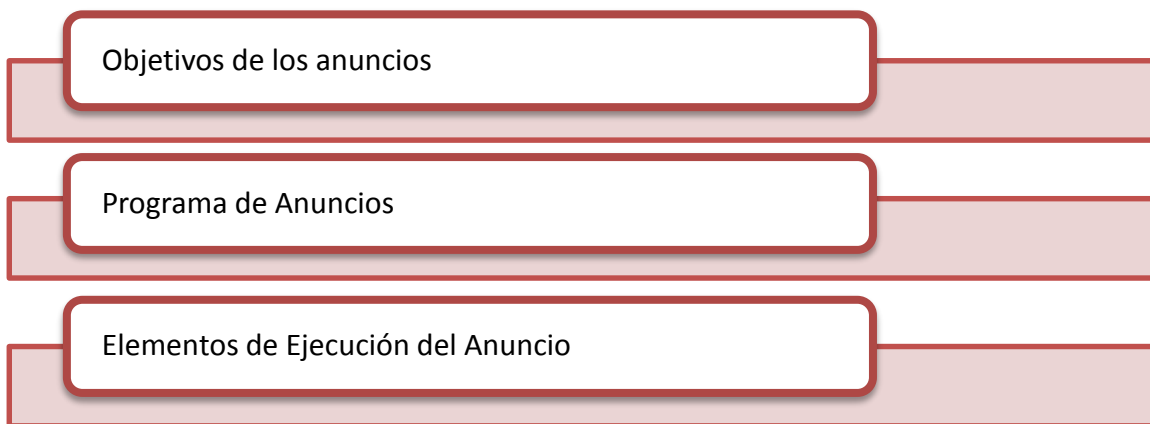 Objetivos de los anuncios
Programa de Anuncios
Elementos de Ejecución del Anuncio